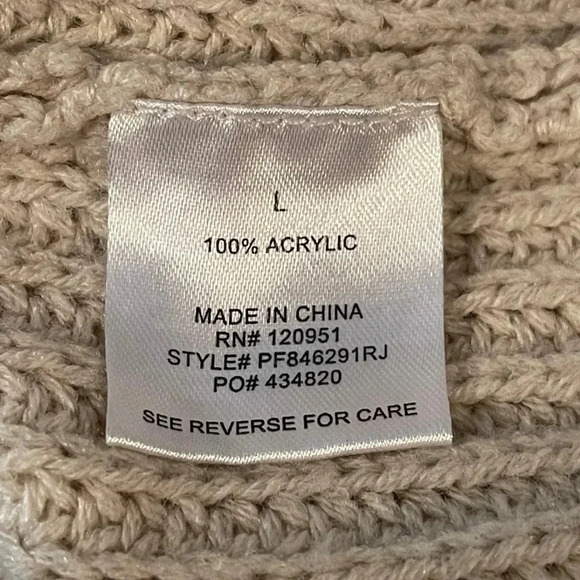 L
100% ACRYLIC
MADE IN CHINA
RN# 120951
STYLE# PF846291RJ
PO# 434820
SEE REVERSE FOR CARE